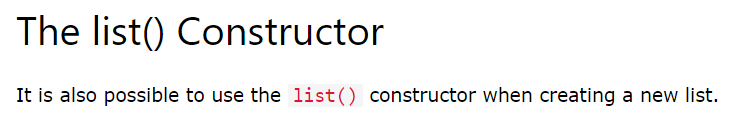 The list() Constructor
It is also possible to use the list() constructor when creating a new list.